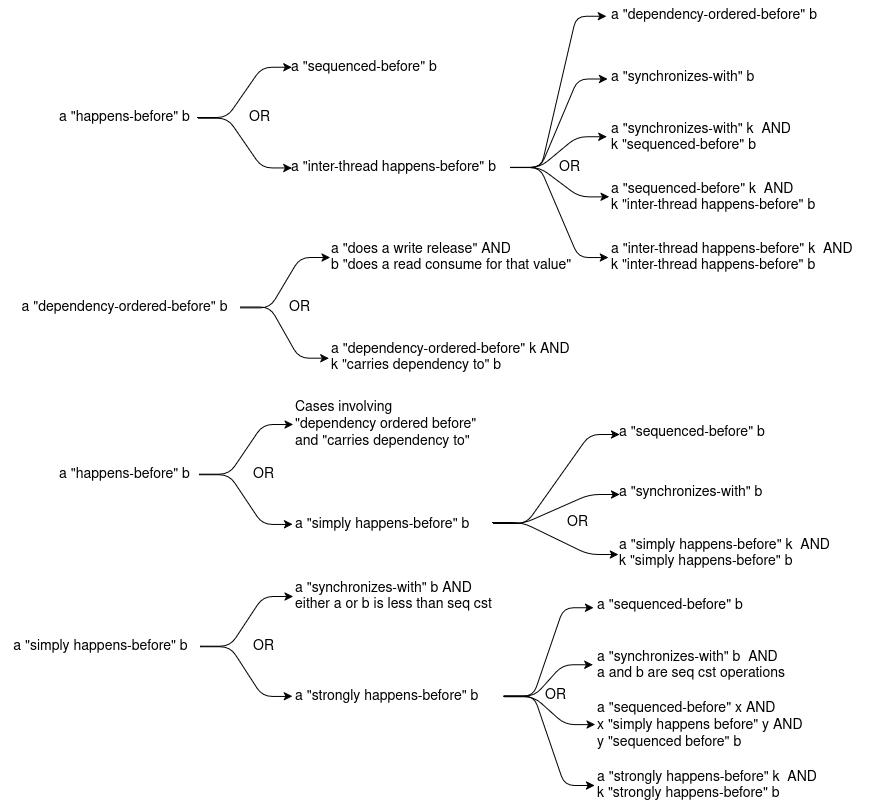 a "happens-before" b
OR
a "sequenced-before" b
a "inter-thread happens-before" b
OR
a "dependency-ordered-before" b
a "synchronizes-with" b
a "synchronizes-with" k  AND
k "sequenced-before" b
a "sequenced-before" k  AND
k "inter-thread happens-before" b
a "inter-thread happens-before" k  AND
k "inter-thread happens-before" b
a "dependency-ordered-before" b
OR
a "does a write release" AND
b "does a read consume for that value"
a "dependency-ordered-before" k AND
k "carries dependency to" b
a "happens-before" b
OR
Cases involving
"dependency ordered before"
and "carries dependency to"
a "simply happens-before" b
OR
a "sequenced-before" b
a "synchronizes-with" b
a "simply happens-before" k  AND
k "simply happens-before" b
a "simply happens-before" b
OR
a "synchronizes-with" b AND
either a or b is less than seq cst
a "strongly happens-before" b
OR
a "sequenced-before" b
a "synchronizes-with" b  AND
a and b are seq cst operations
a "sequenced-before" x AND
x "simply happens before" y AND
y "sequenced before" b
a "strongly happens-before" k  AND
k "strongly happens-before" b